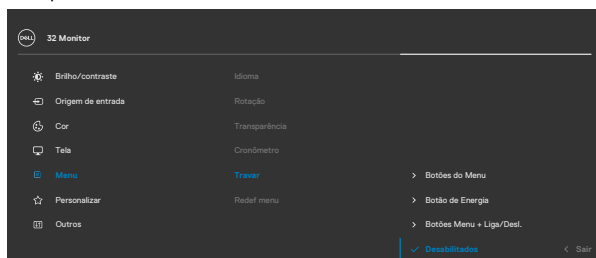 DELL
32 Monitor
Brilho/contraste
Idioma
Origem de entrada
Rotação
Cor
Transparência
Tela
Cronômetro
Menu
Travar
Botões do Menu
Personalizar
Redef menu
Botão de Energia
Outros
Botões Menu + Liga/Desl.
Desabilitados
Sair